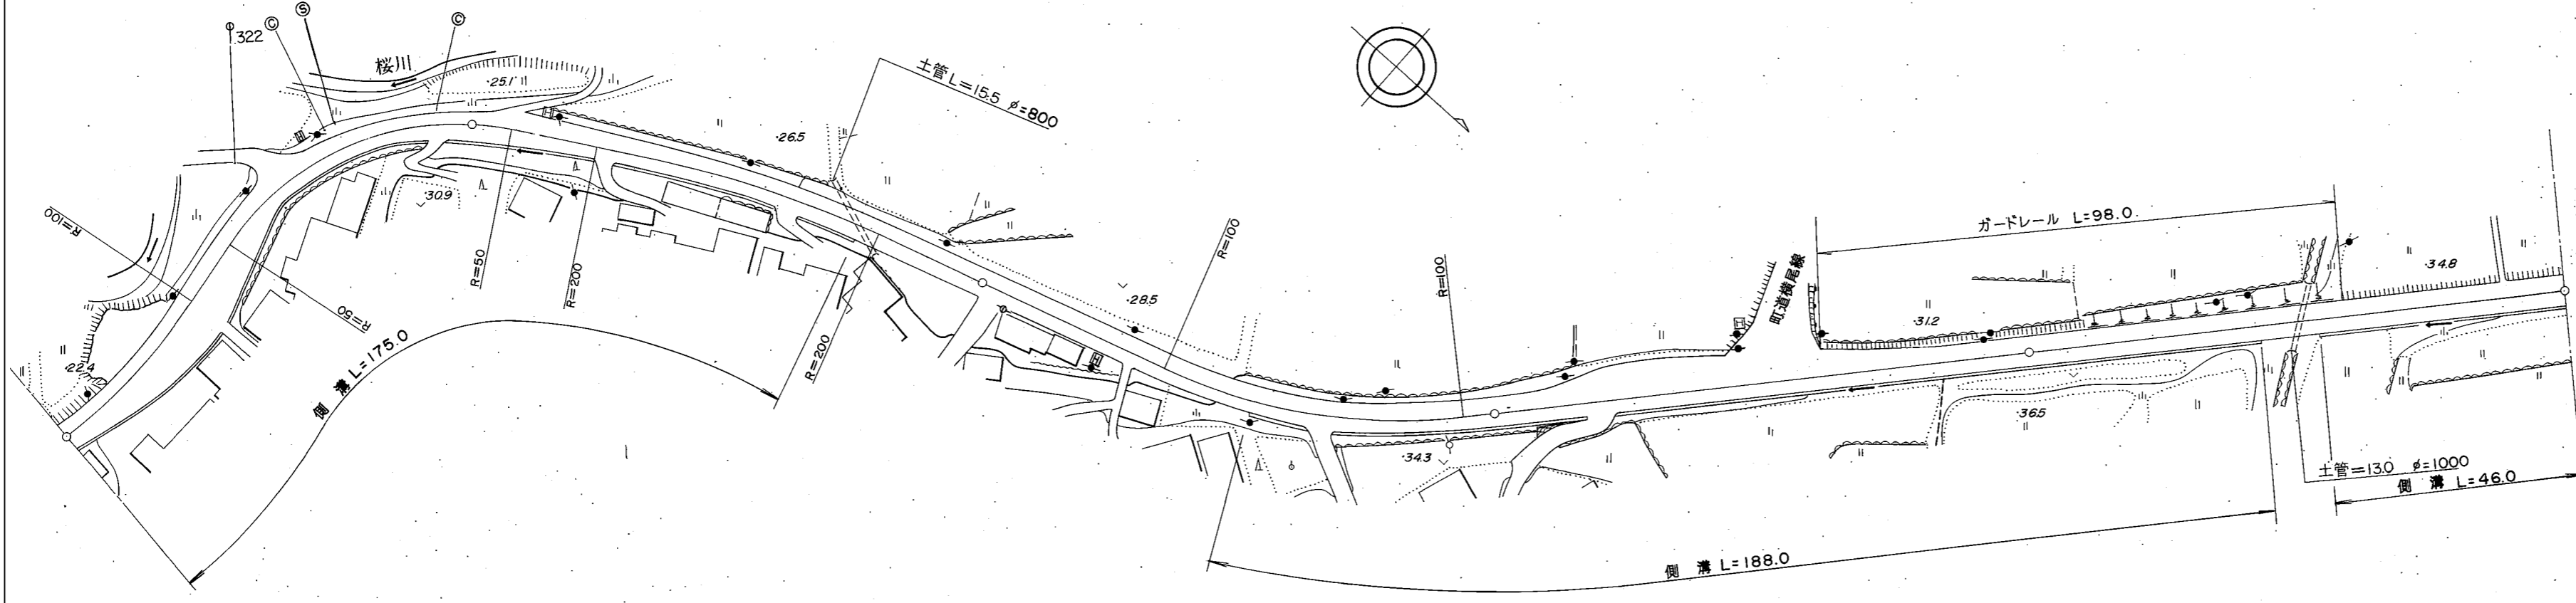 Ⓒ
Ⓢ
Ⓒ
322
桜川
25.1
土管 L=15.5 φ=800
26.5
30.9
R=100
R=50
R=200
R=50
22.4
側溝 L=175.0
R=200
28.5
R=100
R=100
町道横尾線
ガードレール L=98.0
31.2
34.8
34.3
36.5
土管=13.0 φ=1000
側溝 L=46.0
側溝 L=188.0